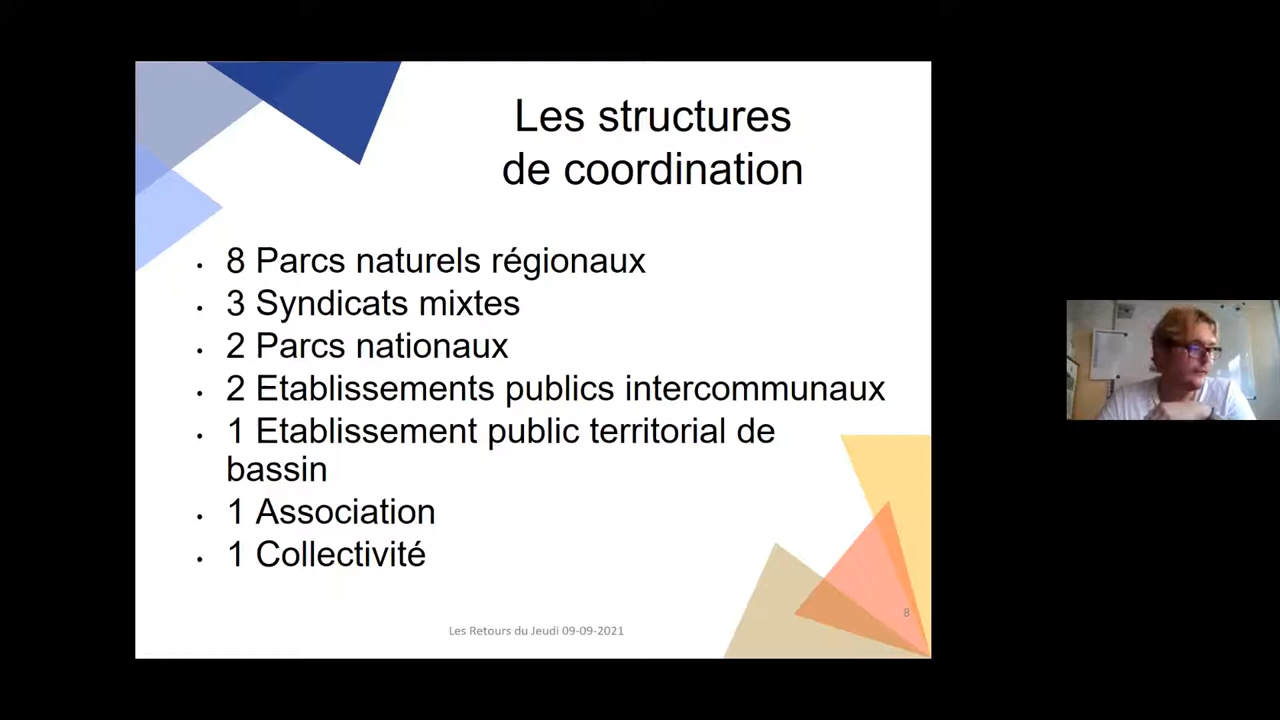 Les structures
de coordination
• 8 Parcs naturels régionaux
• 3 Syndicats mixtes
• 2 Parcs nationaux
• 2 Etablissements publics intercommunaux
• 1 Etablissement public territorial de
bassin
• 1 Association
• 1 Collectivité
8
Les Retours du Jeudi 09-09-2021